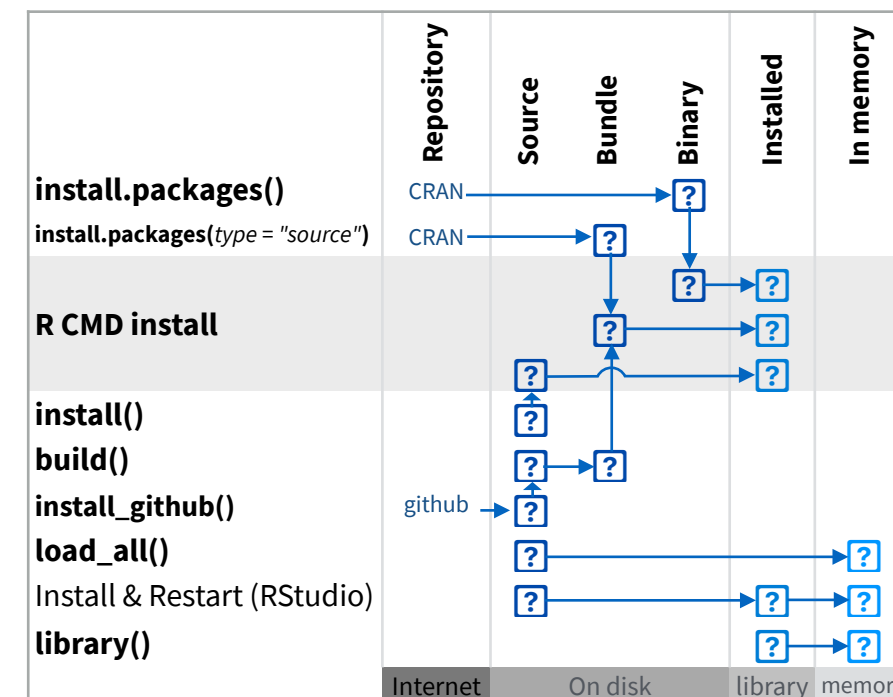 Repository
Source
Bundle
Binary
Installed
In memory
install.packages()
CRAN
?
install.packages(type = "source")
CRAN
?
? ?
R CMD install
? ?
? ?
install()
?
build()
? ?
install_github()
github
?
load_all()
? ?
Install & Restart (RStudio)
? ? ?
library()
? ?
Internet
On disk
library
memor